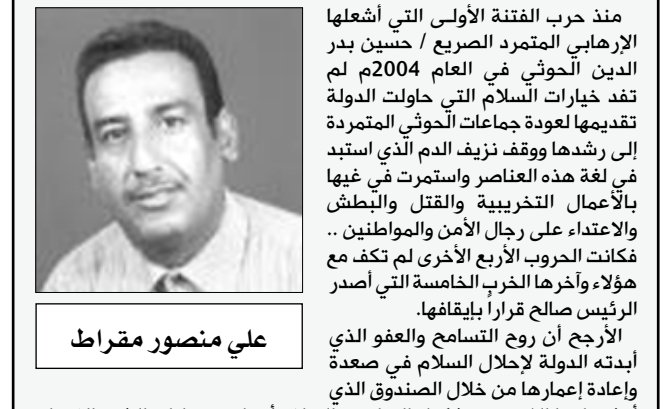 منذ حرب الفتنة الأولى التي أشعلها
الإرهابي المتمرد الصريع / حسين بدر
الدين الحوثي في العام 2004م لم
تفد خيارات السلام التي حاولت الدولة
تقديمها لعودة جماعات الحوثي المتمردة
إلى رشدها ووقف نزيف الدم الذي استبد
في لغة هذه العناصر واستمرت في غيها
بالأعمال التخريبية والقتل والبطش
والاعتداء على رجال الأمن والمواطنين ..
فكانت الحروب الأربع الأخرى لم تكف مع
هؤلاء وآخرها الخرب الخامسة التي أصدر
الرئيس صالح قراراً بإيقافها.
الأرجح أن روح التسامح والعفو الذي
أبدته الدولة لإحلال السلام في صعدة
وإعادة إعمارها من خلال الصندوق الذي
علي منصور مقراط